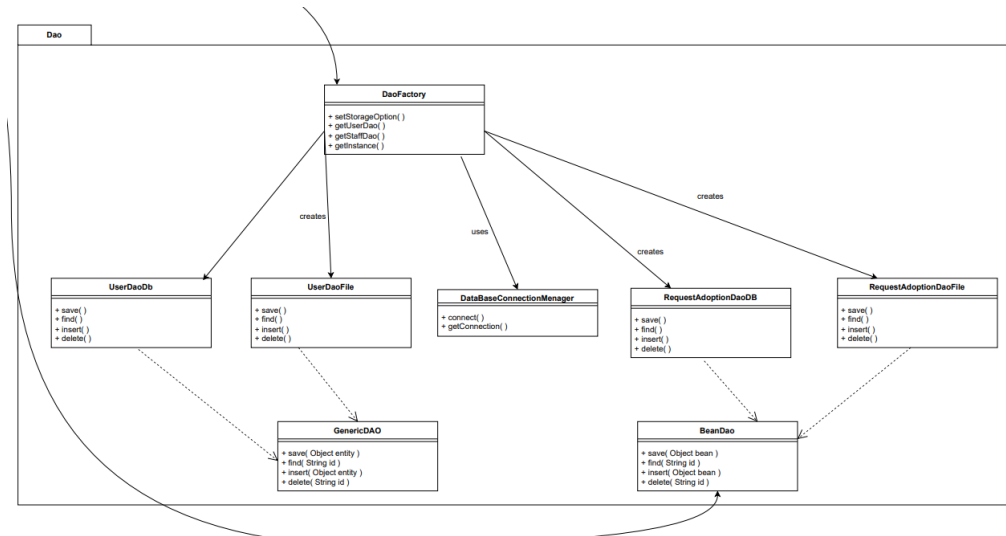 Dao
DaoFactory
+ setStorageOption( )
+ getUserDao( )
+ getStaffDao( )
+ getInstance( )
creates
uses
creates
creates
UserDaoDb
+ save( )
+ find( )
+ insert( )
+ delete( )
UserDaoFile
+ save( )
+ find( )
+ insert( )
+ delete( )
DataBaseConnectionMenager
+ connect( )
+ getConnection( )
RequestAdoptionDaoDB
+ save( )
+ find( )
+ insert( )
+ delete( )
RequestAdoptionDaoFile
+ save( )
+ find( )
+ insert( )
+ delete( )
GenericDAO
+ save( Object entity )
+ find( String id )
+ insert( Object entity )
+ delete( String id )
BeanDao
+ save( Object bean )
+ find( String id )
+ insert( Object bean )
+ delete( String id )